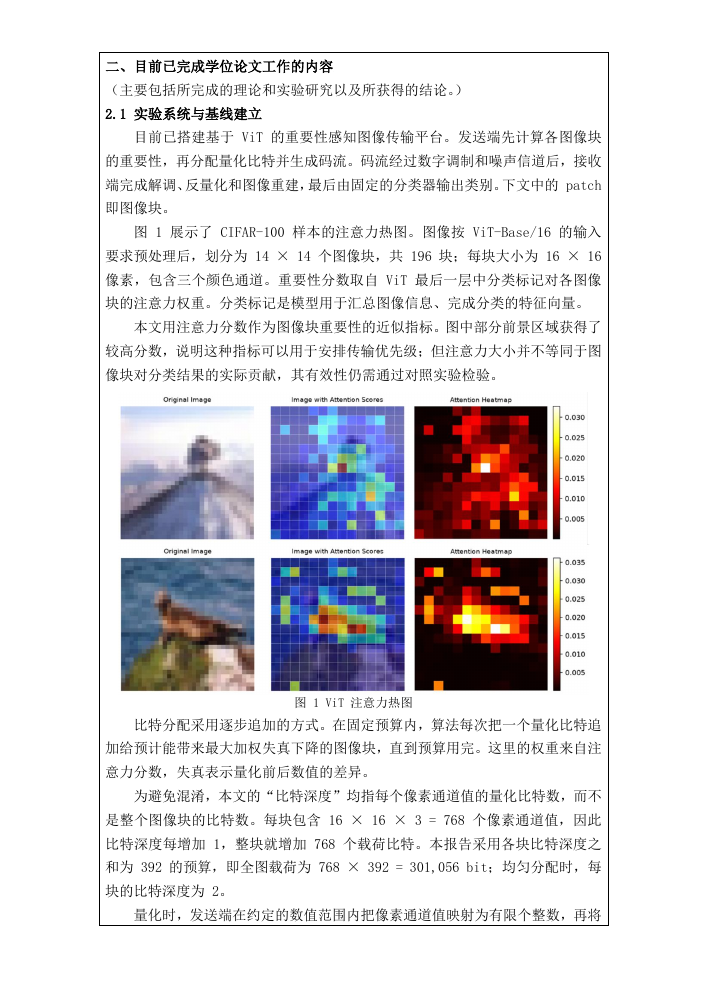 二、目前已完成学位论文工作的内容
（主要包括所完成的理论和实验研究以及所获得的结论。）
2.1 实验系统与基线建立
目前已搭建基于 ViT 的重要性感知图像传输平台。发送端先计算各图像块
的重要性，再分配量化比特并生成码流。码流经过数字调制和噪声信道后，接收
端完成解调、反量化和图像重建，最后由固定的分类器输出类别。下文中的 patch
即图像块。
图 1 展示了 CIFAR-100 样本的注意力热图。图像按 ViT-Base/16 的输入
要求预处理后，划分为 14 × 14 个图像块，共 196 块；每块大小为 16 × 16
像素，包含三个颜色通道。重要性分数取自 ViT 最后一层中分类标记对各图像
块的注意力权重。分类标记是模型用于汇总图像信息、完成分类的特征向量。
本文用注意力分数作为图像块重要性的近似指标。图中部分前景区域获得了
较高分数，说明这种指标可以用于安排传输优先级；但注意力大小并不等同于图
像块对分类结果的实际贡献，其有效性仍需通过对照实验检验。
Original Image
Image with Attention Scores
Attention Heatmap
0.030
0.025
0.020
0.015
0.010
0.005
Original Image
Image with Attention Scores
Attention Heatmap
0.035
0.030
0.025
0.020
0.015
0.010
0.005
图 1 ViT 注意力热图
比特分配采用逐步追加的方式。在固定预算内，算法每次把一个量化比特追
加给预计能带来最大加权失真下降的图像块，直到预算用完。这里的权重来自注
意力分数，失真表示量化前后数值的差异。
为避免混淆，本文的“比特深度”均指每个像素通道值的量化比特数，而不
是整个图像块的比特数。每块包含 16 × 16 × 3 = 768 个像素通道值，因此
比特深度每增加 1，整块就增加 768 个载荷比特。本报告采用各块比特深度之
和为 392 的预算，即全图载荷为 768 × 392 = 301,056 bit；均匀分配时，每
块的比特深度为 2。
量化时，发送端在约定的数值范围内把像素通道值映射为有限个整数，再将